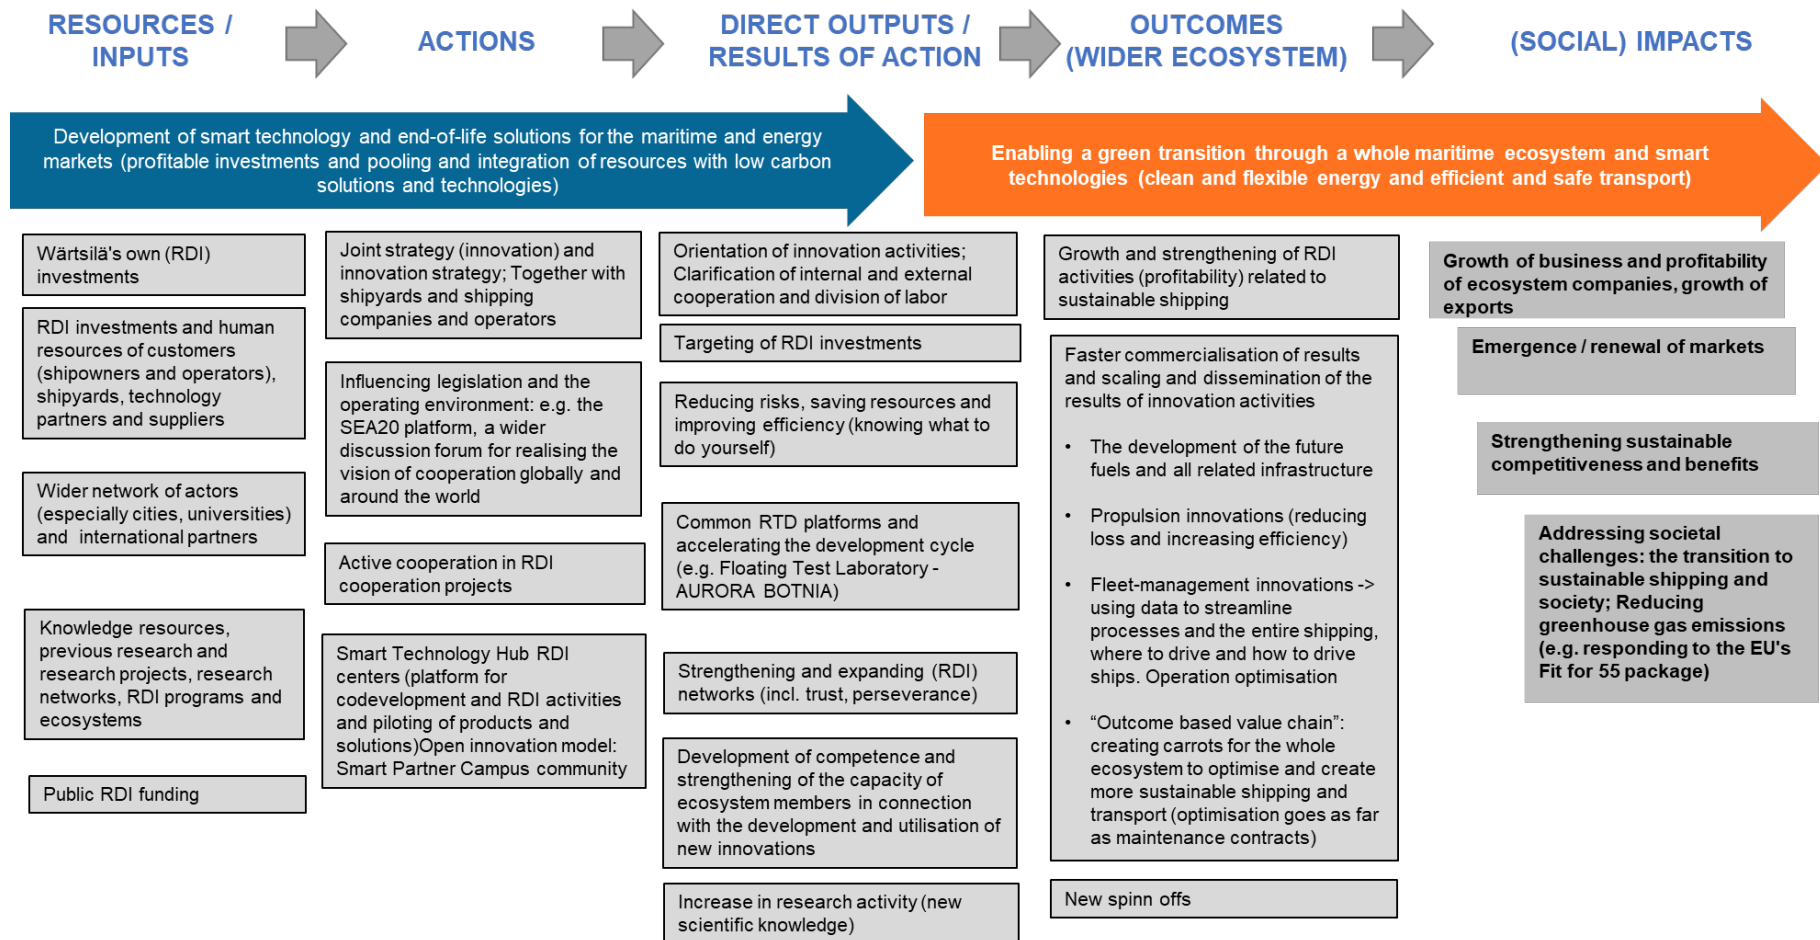 RESOURCES /
INPUTS
ACTIONS
DIRECT OUTPUTS /
RESULTS OF ACTION
OUTCOMES
(WIDER ECOSYSTEM)
(SOCIAL) IMPACTS
Development of smart technology and end-of-life solutions for the maritime and energy
markets (profitable investments and pooling and integration of resources with low carbon
solutions and technologies)
Enabling a green transition through a whole maritime ecosystem and smart
technologies (clean and flexible energy and efficient and safe transport)
Wärtsilä's own (RDI)
investments
RDI investments and human
resources of customers
(shipowners and operators),
shipyards, technology
partners and suppliers
Wider network of actors
(especially cities, universities)
and international partners
Knowledge resources,
previous research and
research projects, research
networks, RDI programs and
ecosystems
Public RDI funding
Joint strategy (innovation) and
innovation strategy; Together with
shipyards and shipping
companies and operators
Influencing legislation and the
operating environment: e.g. the
SEA20 platform, a wider
discussion forum for realising the
vision of cooperation globally and
around the world
Active cooperation in RDI
cooperation projects
Smart Technology Hub RDI
centers (platform for
codevelopment and RDI activities
and piloting of products and
solutions)Open innovation model:
Smart Partner Campus community
Orientation of innovation activities;
Clarification of internal and external
cooperation and division of labor
Targeting of RDI investments
Reducing risks, saving resources and
improving efficiency (knowing what to
do yourself)
Common RTD platforms and
accelerating the development cycle
(e.g. Floating Test Laboratory -
AURORA BOTNIA)
Strengthening and expanding (RDI)
networks (incl. trust, perseverance)
Development of competence and
strengthening of the capacity of
ecosystem members in connection
with the development and utilisation of
new innovations
Increase in research activity (new
scientific knowledge)
Growth and strengthening of RDI
activities (profitability) related to
sustainable shipping
Faster commercialisation of results
and scaling and dissemination of the
results of innovation activities
• The development of the future
fuels and all related infrastructure
• Propulsion innovations (reducing
loss and increasing efficiency)
• Fleet-management innovations ->
using data to streamline
processes and the entire shipping,
where to drive and how to drive
ships. Operation optimisation
• “Outcome based value chain”:
creating carrots for the whole
ecosystem to optimise and create
more sustainable shipping and
transport (optimisation goes as far
as maintenance contracts)
New spinn offs
Growth of business and profitability
of ecosystem companies, growth of
exports
Emergence / renewal of markets
Strengthening sustainable
competitiveness and benefits
Addressing societal
challenges: the transition to
sustainable shipping and
society; Reducing
greenhouse gas emissions
(e.g. responding to the EU's
Fit for 55 package)